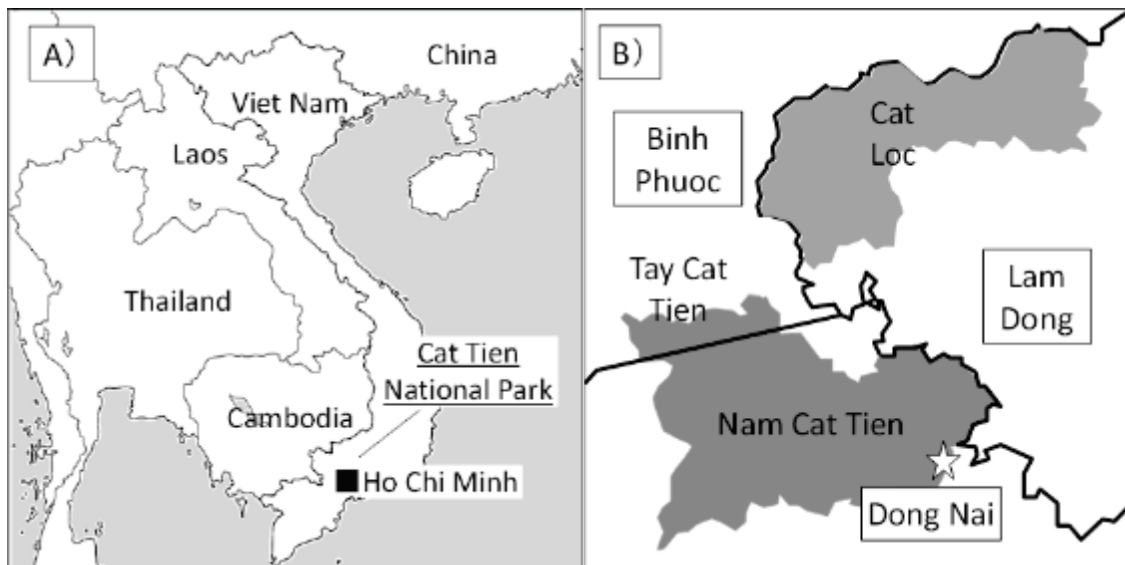 A)
China
Viet Nam
Laos
Thailand
Cat Tien
National Park
Cambodia
Ho Chi Minh
B)
Cat
Loc
Binh
Phuoc
Tay Cat
Tien
Lam
Dong
Nam Cat Tien
Dong Nai